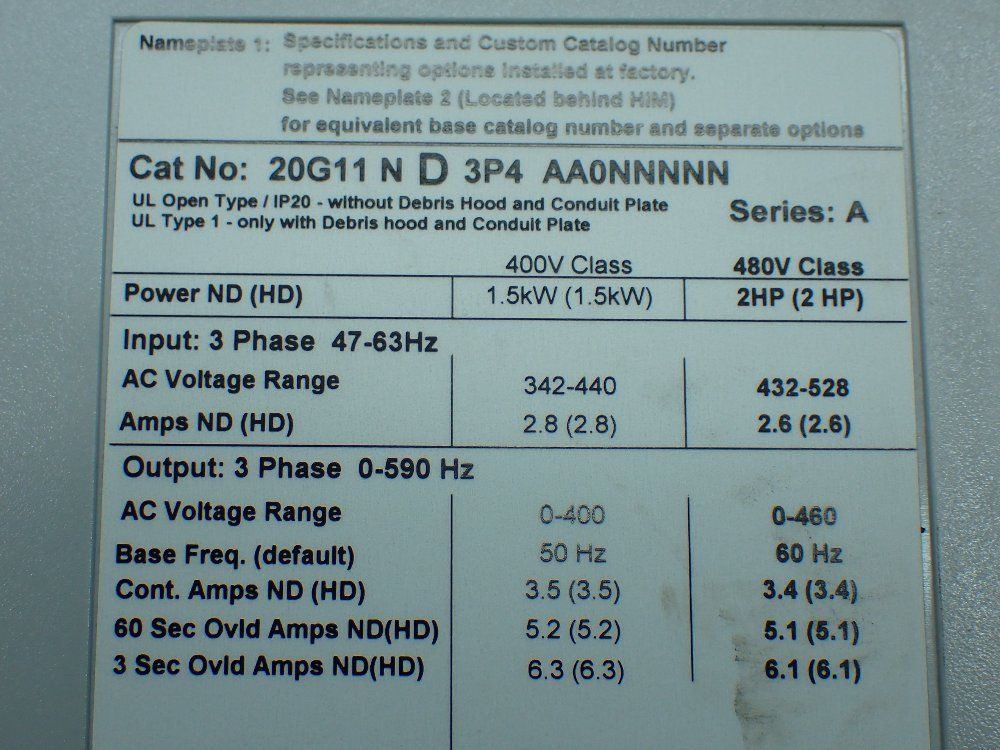 Nameplate 1: Specifications and Custom Catalog Number
representing options installed at factory.
See Nameplate 2 (Located behind HIM)
for equivalent base catalog number and separate options
Cat No: 20G11 N D 3P4 AA0NNNNN
UL Open Type / IP20 - without Debris Hood and Conduit Plate
UL Type 1 - only with Debris hood and Conduit Plate
Series: A
400V Class 480V Class
Power ND (HD) 1.5kW (1.5kW) 2HP (2 HP)
Input: 3 Phase 47-63Hz
AC Voltage Range 342-440 432-528
Amps ND (HD) 2.8 (2.8) 2.6 (2.6)
Output: 3 Phase 0-590 Hz
AC Voltage Range 0-400 0-460
Base Freq. (default) 50 Hz 60 Hz
Cont. Amps ND (HD) 3.5 (3.5) 3.4 (3.4)
60 Sec Ovld Amps ND(HD) 5.2 (5.2) 5.1 (5.1)
3 Sec Ovld Amps ND(HD) 6.3 (6.3) 6.1 (6.1)